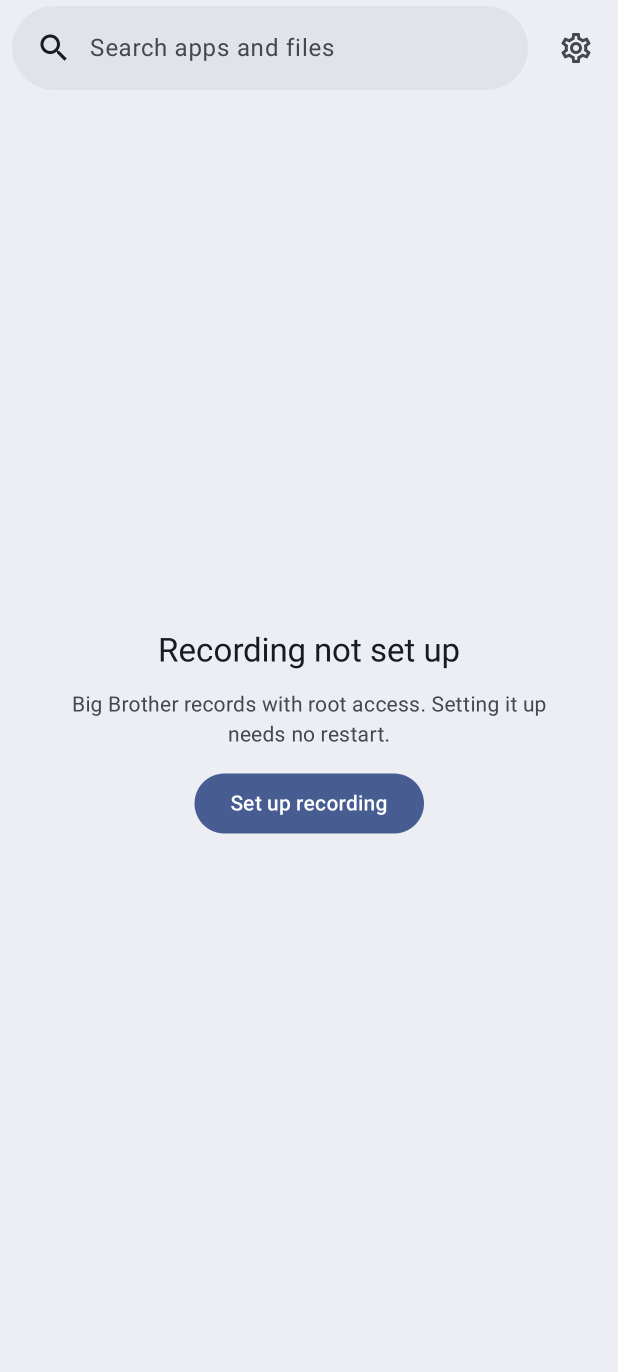 Search apps and files
Recording not set up
Big Brother records with root access. Setting it up
needs no restart.
Set up recording